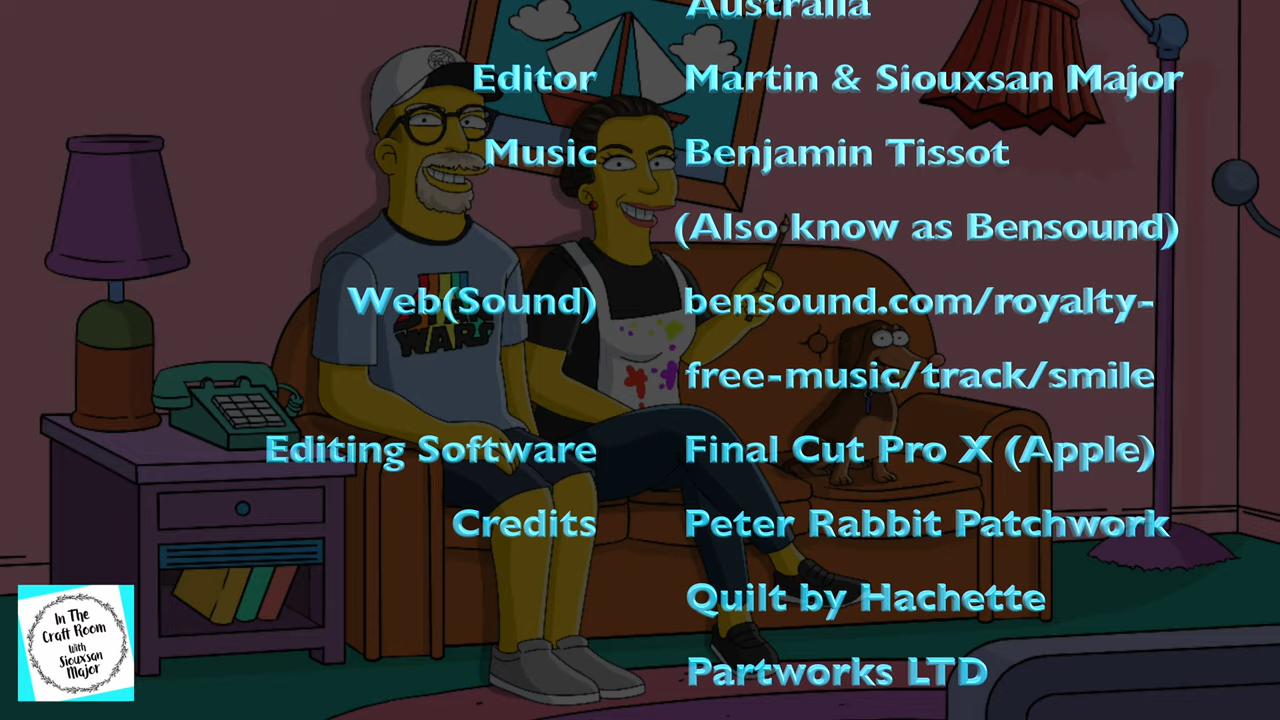 Australia
Editor Martin & Siouxsan Major
Music Benjamin Tissot
(Also know as Bensound)
Web(Sound) bensound.com/royalty-
free-music/track/smile
Editing Software Final Cut Pro X (Apple)
Credits Peter Rabbit Patchwork
Quilt by Hachette
Partworks LTD
STAR
WARS
In The
Craft Room
With
Siouxsan
Major